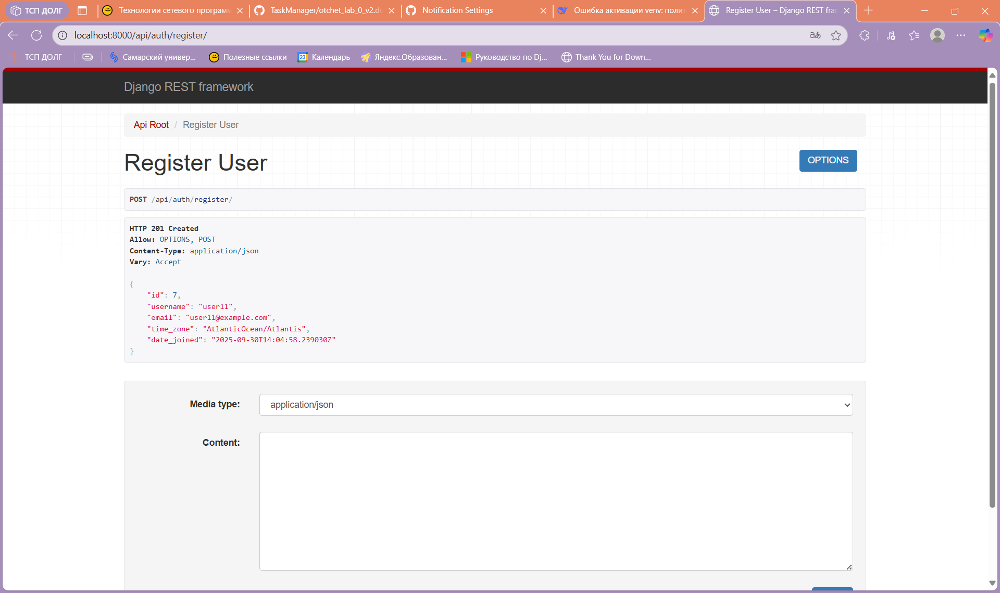 ТСП ДОЛГ
Технологии сетевого програм
TaskManager/otchet_lab_0_v2.dc
Notification Settings
Ошибка активации venv: полит
Register User – Django REST fra
localhost:8000/api/auth/register/
ТСП ДОЛГ
Самарский универ...
Полезные ссылки
23
Календарь
Яндекс.Образован...
Руководство по Dj...
Thank You for Down...
Django REST framework
Api Root / Register User
Register User
OPTIONS
POST /api/auth/register/
HTTP 201 Created
Allow: OPTIONS, POST
Content-Type: application/json
Vary: Accept
{
"id": 7,
"username": "user11",
"email": "user11@example.com",
"time_zone": "AtlanticOcean/Atlantis",
"date_joined": "2025-09-30T14:04:58.239030Z"
}
Media type:
application/json
Content: